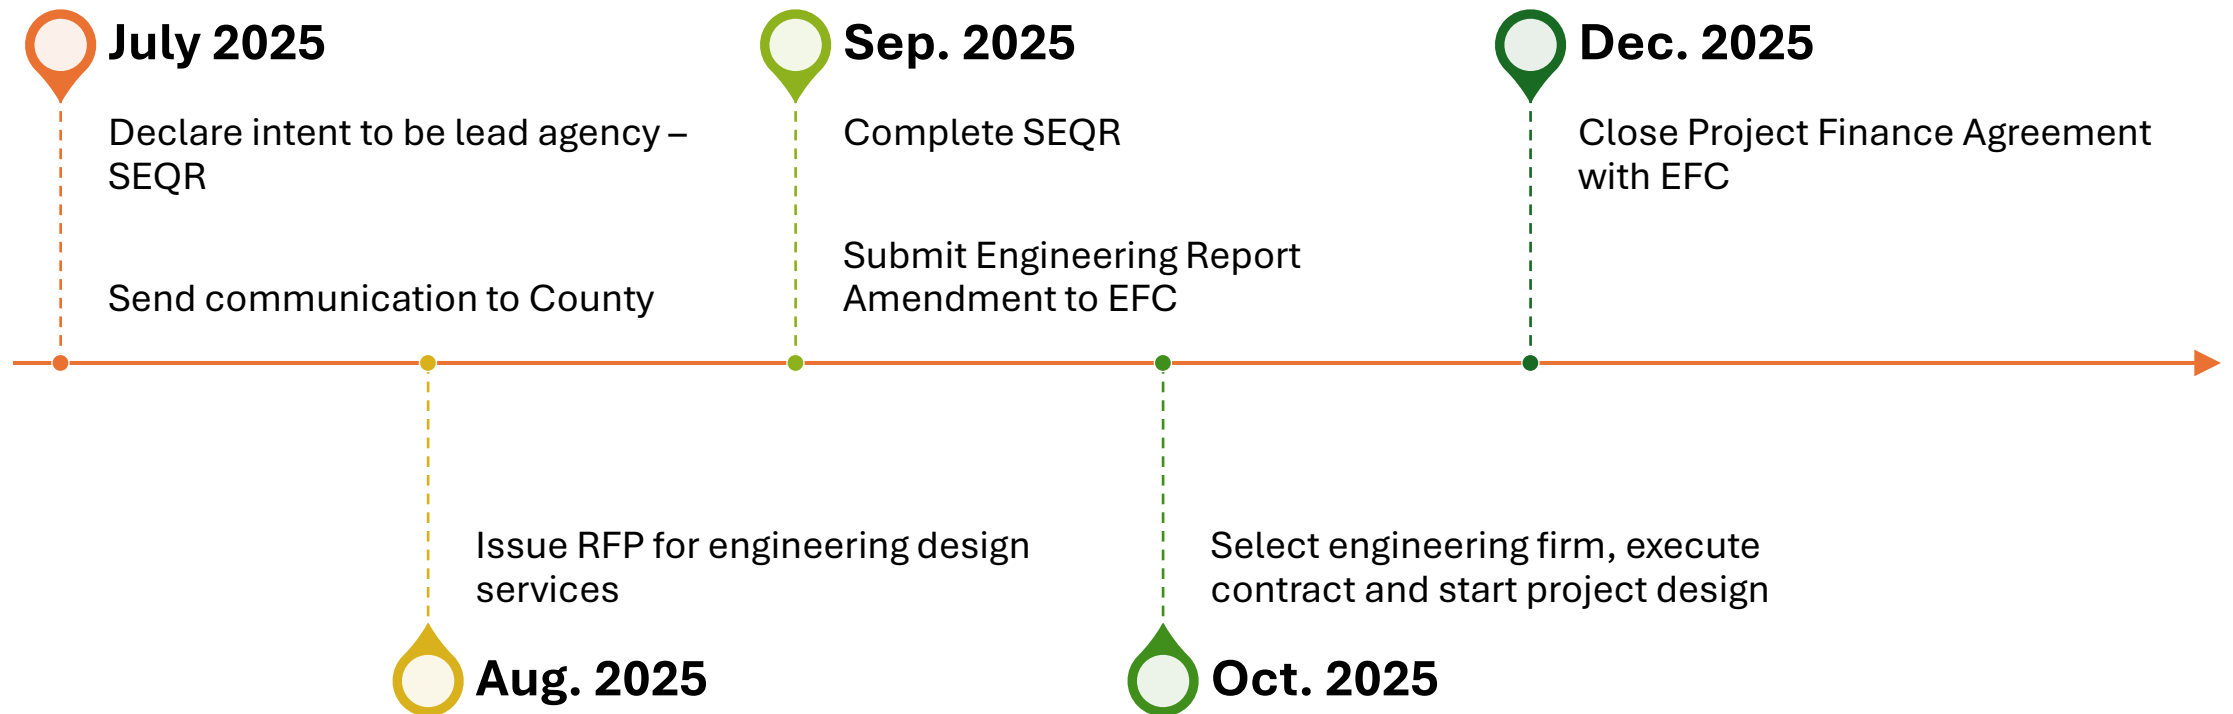 July 2025
Declare intent to be lead agency –
SEQR
Send communication to County
Sep. 2025
Complete SEQR
Submit Engineering Report
Amendment to EFC
Dec. 2025
Close Project Finance Agreement
with EFC
Issue RFP for engineering design
services
Aug. 2025
Select engineering firm, execute
contract and start project design
Oct. 2025